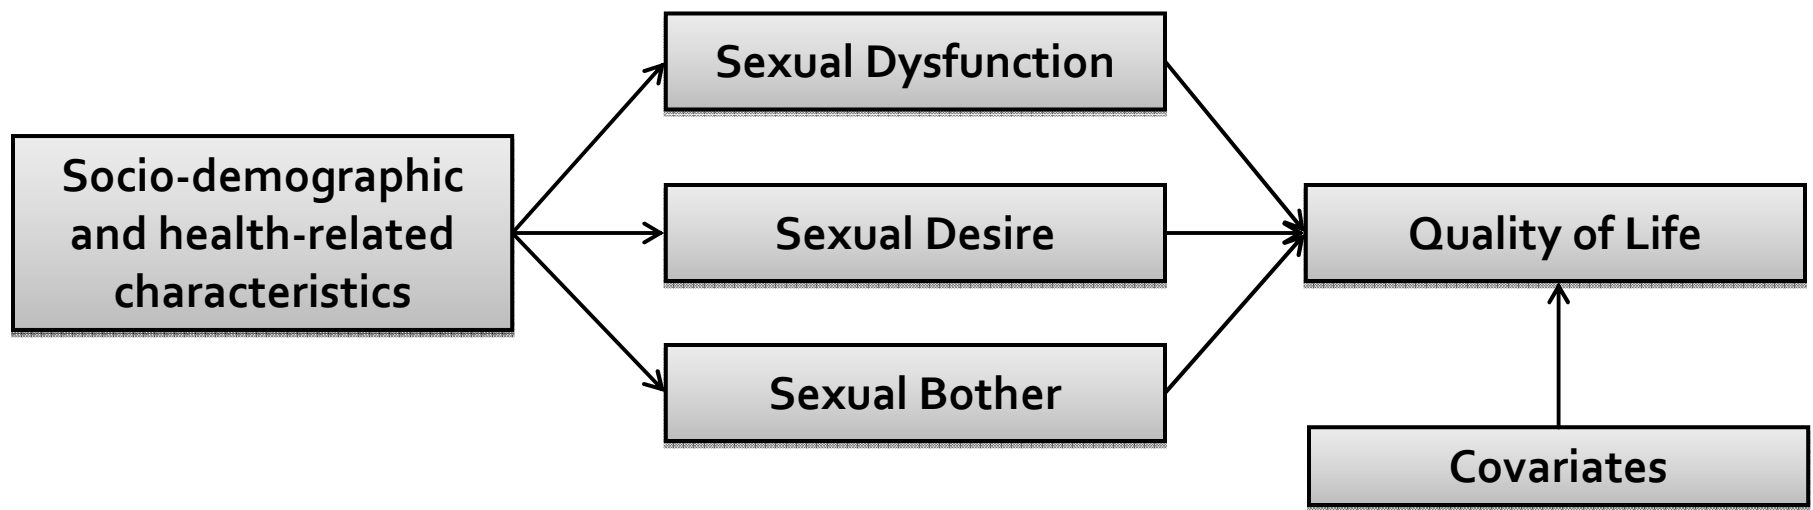 Sexual Dysfunction
Socio-demographic
and health-related
characteristics
Sexual Desire
Quality of Life
Sexual Bother
Covariates